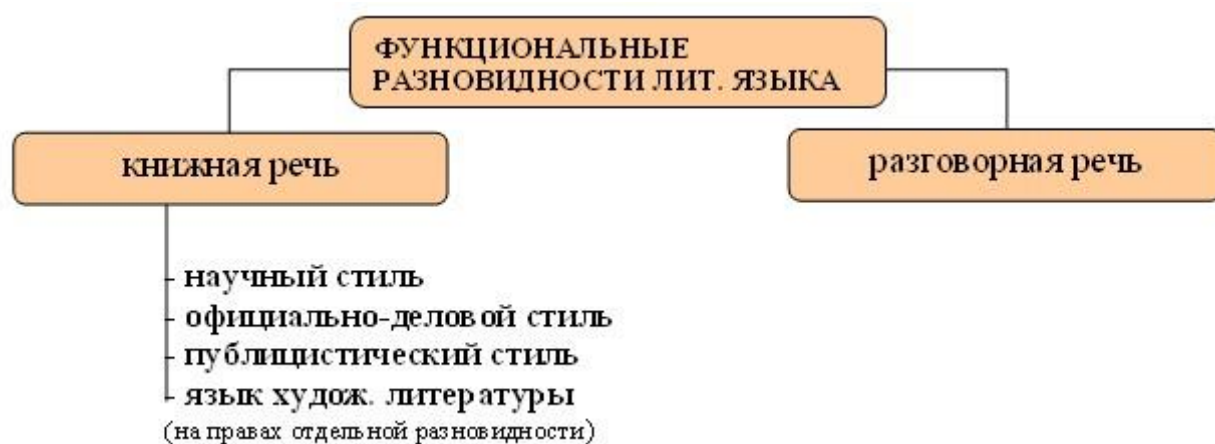 ФУНКЦИОНАЛЬНЫЕ
РАЗНОВИДНОСТИ ЛИТ. ЯЗЫКА
книжная речь
разговорная речь
- научный стиль
- официально-деловой стиль
- публицистический стиль
- язык худож. литературы
(на правах отдельной разновидности)